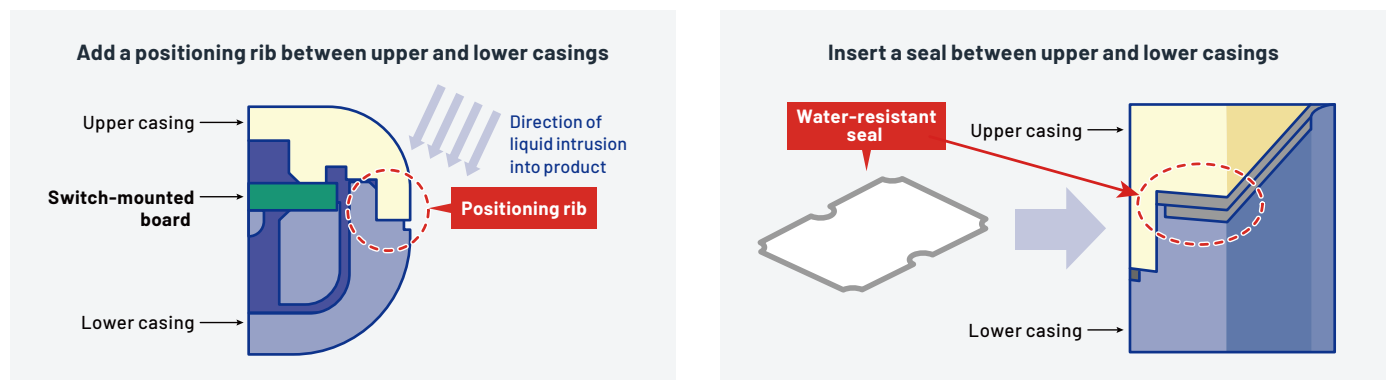 Add a positioning rib between upper and lower casings
Upper casing
Direction of
liquid intrusion
into product
Switch-mounted
board
Positioning rib
Lower casing
Insert a seal between upper and lower casings
Water-resistant
seal
Upper casing
Lower casing